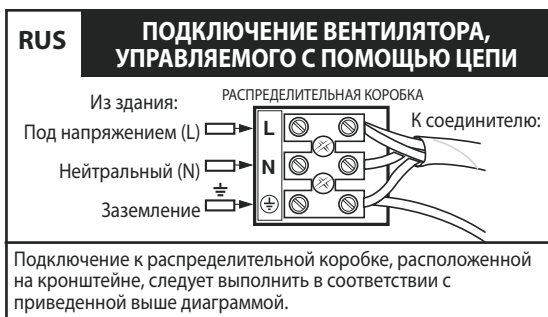 RUS
ПОДКЛЮЧЕНИЕ ВЕНТИЛЯТОРА,
УПРАВЛЯЕМОГО С ПОМОЩЬЮ ЦЕПИ
Из здания:
РАСПРЕДЕЛИТЕЛЬНАЯ КОРОБКА
К соединителю:
Под напряжением (L)
L
Нейтральный (N)
N
Заземление
Подключение к распределительной коробке, расположенной
на кронштейне, следует выполнить в соответствии с
приведенной выше диаграммой.